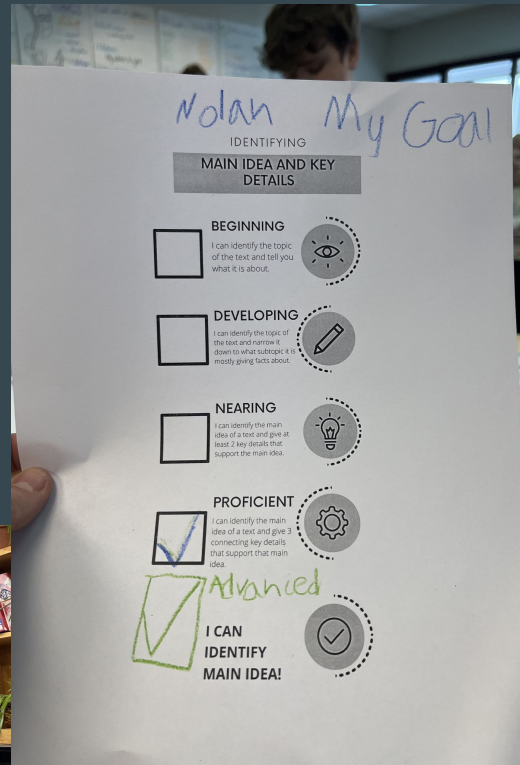 Nolan My Goal
IDENTIFYING
MAIN IDEA AND KEY
DETAILS
BEGINNING
I can identify the topic
of the text and tell you
what it is about.
DEVELOPING
I can identify the topic of
the text and narrow it
down to what subtopic it is
mostly giving facts about.
NEARING
I can identify the main
idea of a text and give at
least 2 key details that
support the main idea.
PROFICIENT
I can identify the main
idea of a text and give 3
connecting key details
that support that main
idea.
Advanced
I CAN
IDENTIFY
MAIN IDEA!